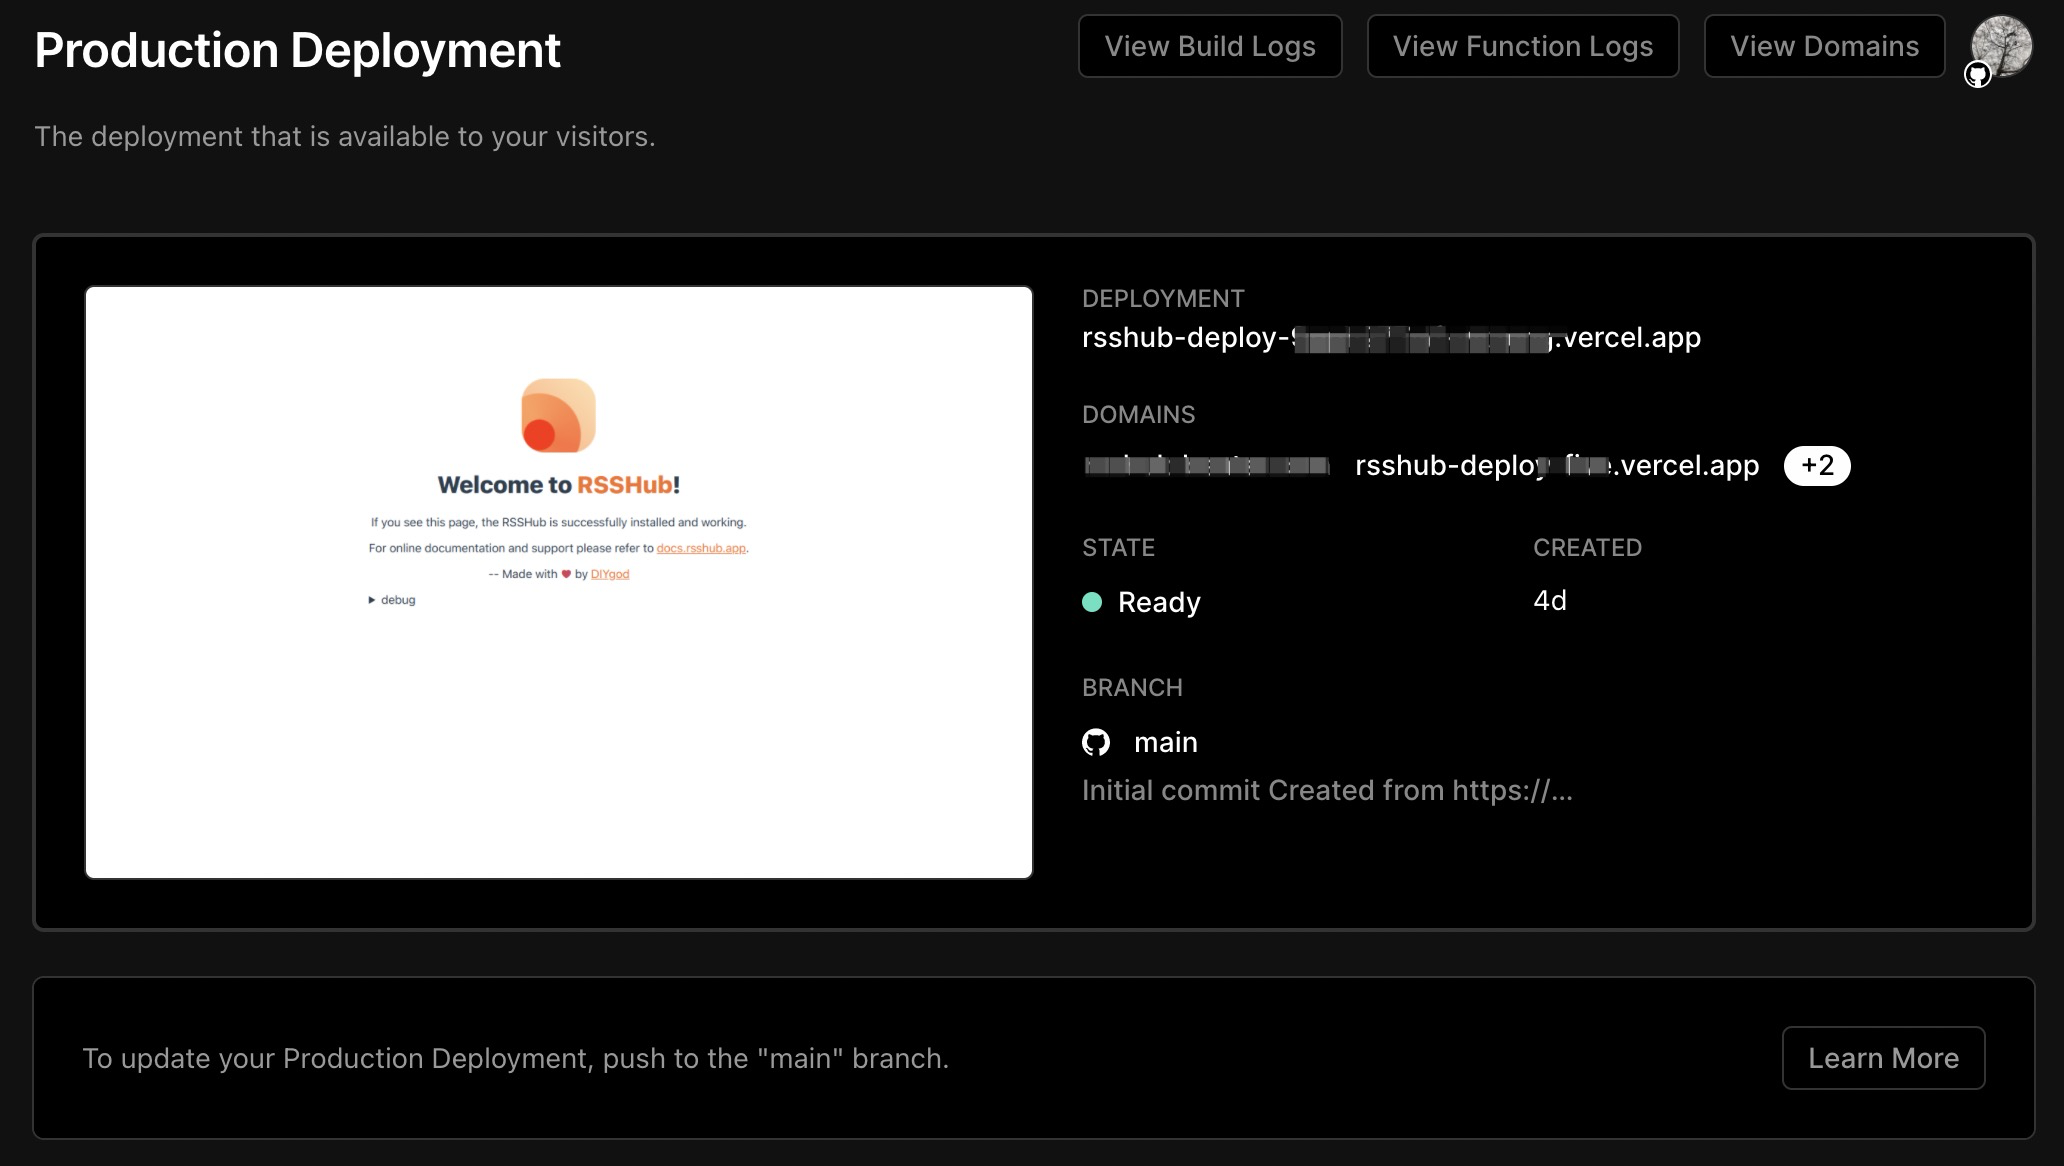 Production Deployment
View Build Logs
View Function Logs
View Domains
The deployment that is available to your visitors.
Welcome to RSSHub!
If you see this page, the RSSHub is successfully installed and working.
For online documentation and support please refer to docs.rsshub.app.
-- Made with ❤ by DIYgod
▶ debug
DEPLOYMENT
rsshub-deploy- .vercel.app
DOMAINS
rsshub-deploy .vercel.app +2
STATE
Ready
CREATED
4d
BRANCH
main
Initial commit Created from https://...
To update your Production Deployment, push to the "main" branch.
Learn More